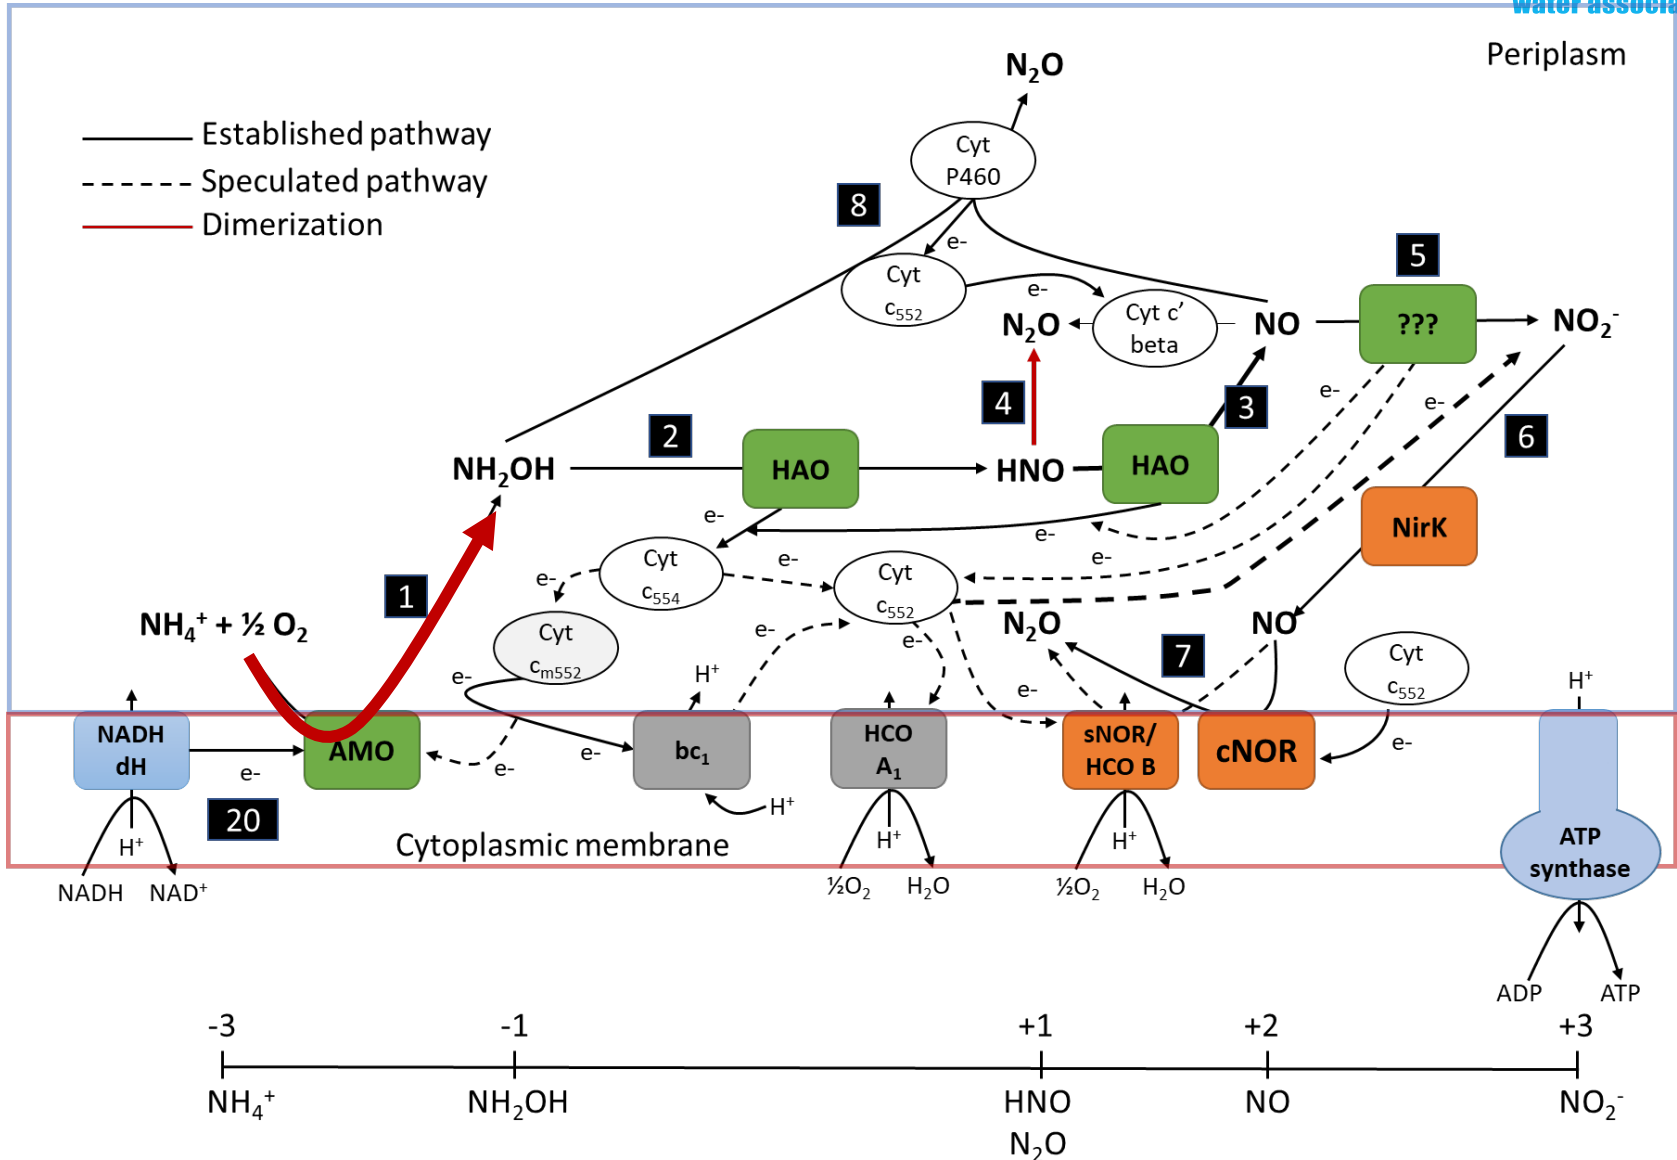 water associa
Periplasm
N₂O
Established pathway
Speculated pathway
Dimerization
Cyt
P460
8
e-
5
Cyt
c₅₅₂
e-
N₂O
Cyt c’
beta
NO
???
NO₂⁻
e-
e-
4
3
6
2
NH₂OH
HAO
HNO
HAO
NirK
e-
e-
Cyt
c₅₅₄
e-
e-
e-
Cyt
c₅₅₂
1
NH₄⁺ + ½ O₂
Cyt
c_m552
e-
e-
N₂O
NO
7
Cyt
c₅₅₂
e-
H⁺
e-
H⁺
NADH
dH
e-
AMO
e-
e-
bc₁
HCO
A₁
sNOR/
HCO B
cNOR
e-
20
H⁺
H⁺
H⁺
H⁺
Cytoplasmic membrane
ATP
synthase
NADH
NAD⁺
½O₂
H₂O
½O₂
H₂O
ADP
ATP
-3
-1
+1
+2
+3
NH₄⁺
NH₂OH
HNO
NO
NO₂⁻
N₂O